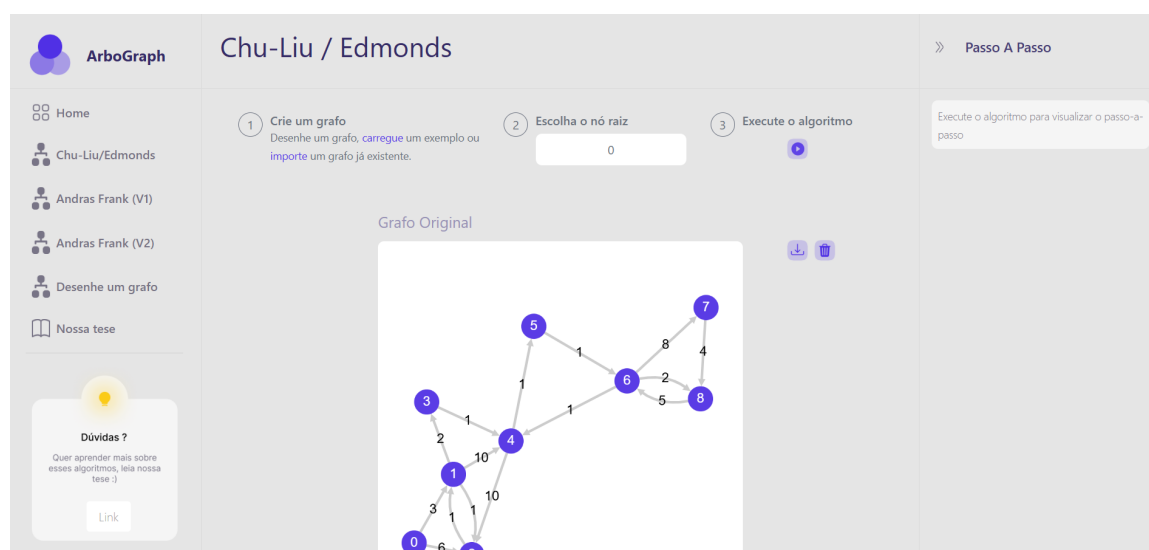 ArboGraph
Home
Chu-Liu/Edmonds
Andras Frank (V1)
Andras Frank (V2)
Desenhe um grafo
Nossa tese
Dúvidas ?
Quer aprender mais sobre
esses algoritmos, leia nossa
tese :)
Link
Chu-Liu / Edmonds
1
Crie um grafo
Desenhe um grafo, carregue um exemplo ou
importe um grafo já existente.
2
Escolha o nó raiz
0
3
Execute o algoritmo
Grafo Original
7
5
8
1
4
6
2
5
8
1
1
3
1
2
4
10
1
10
3
1
1
0
6
Passo A Passo
Execute o algoritmo para visualizar o passo-a-
passo